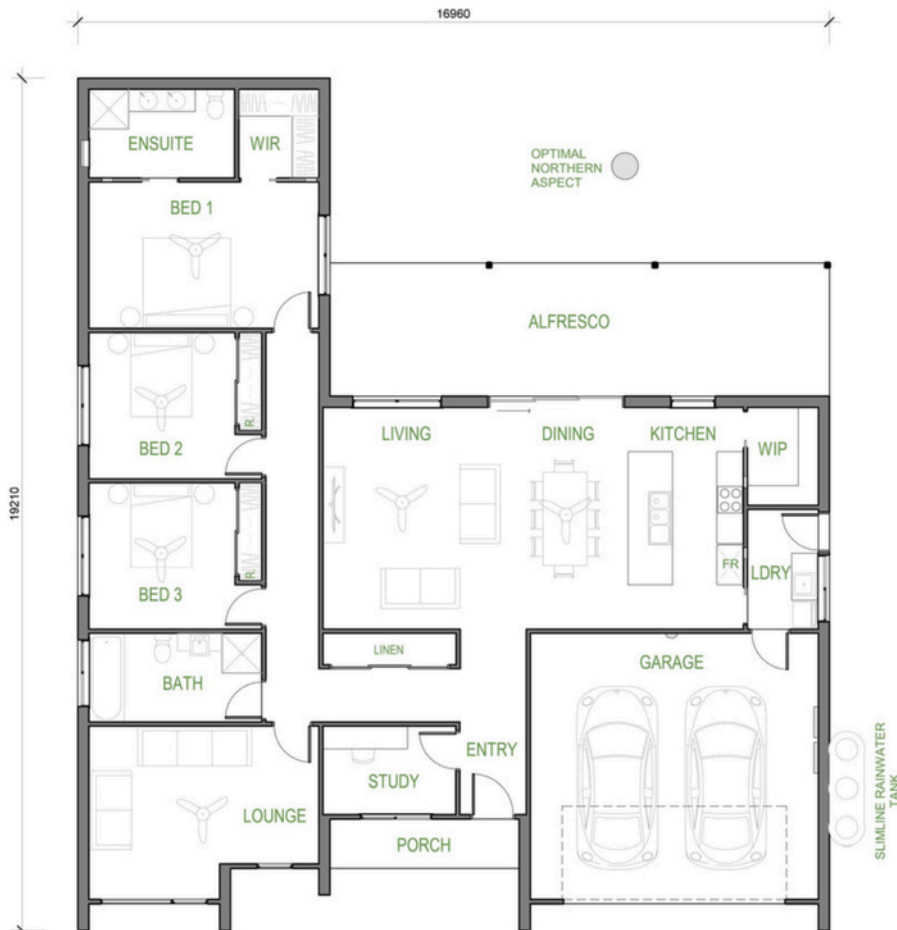 16960
19210
ENSUITE
WIR
OPTIMAL
NORTHERN
ASPECT
BED 1
ALFRESCO
R.
BED 2
LIVING
DINING
KITCHEN
WIP
R.
BED 3
FR
LDRY
LINEN
GARAGE
BATH
ENTRY
STUDY
LOUNGE
PORCH
SLIMLINE RAINWATER
TANK